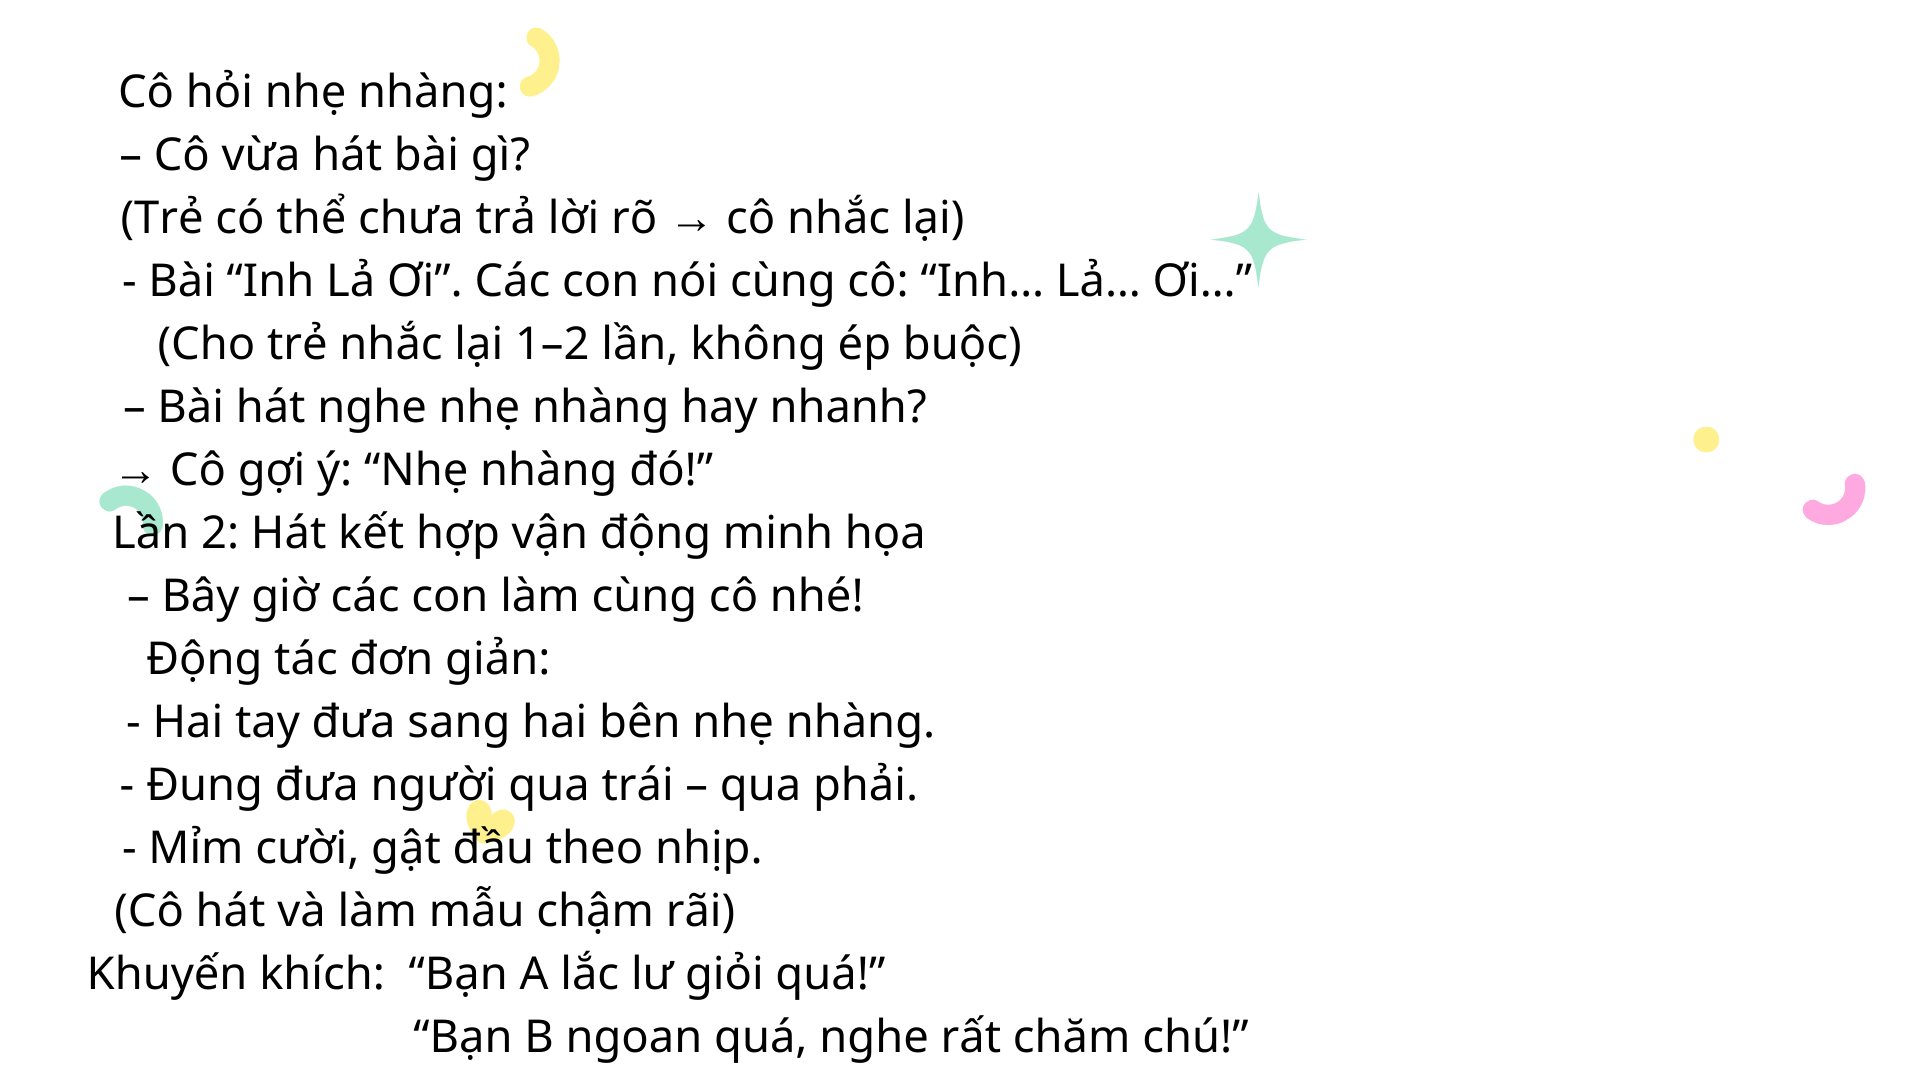 Cô hỏi nhẹ nhàng:
– Cô vừa hát bài gì?
(Trẻ có thể chưa trả lời rõ → cô nhắc lại)
- Bài “Inh Lả Ơi”. Các con nói cùng cô: “Inh… Lả… Ơi…”
(Cho trẻ nhắc lại 1–2 lần, không ép buộc)
– Bài hát nghe nhẹ nhàng hay nhanh?
→ Cô gợi ý: “Nhẹ nhàng đó!”
Lần 2: Hát kết hợp vận động minh họa
– Bây giờ các con làm cùng cô nhé!
Động tác đơn giản:
- Hai tay đưa sang hai bên nhẹ nhàng.
- Đung đưa người qua trái – qua phải.
- Mỉm cười, gật đầu theo nhịp.
(Cô hát và làm mẫu chậm rãi)
Khuyến khích: “Bạn A lắc lư giỏi quá!”
“Bạn B ngoan quá, nghe rất chăm chú!”